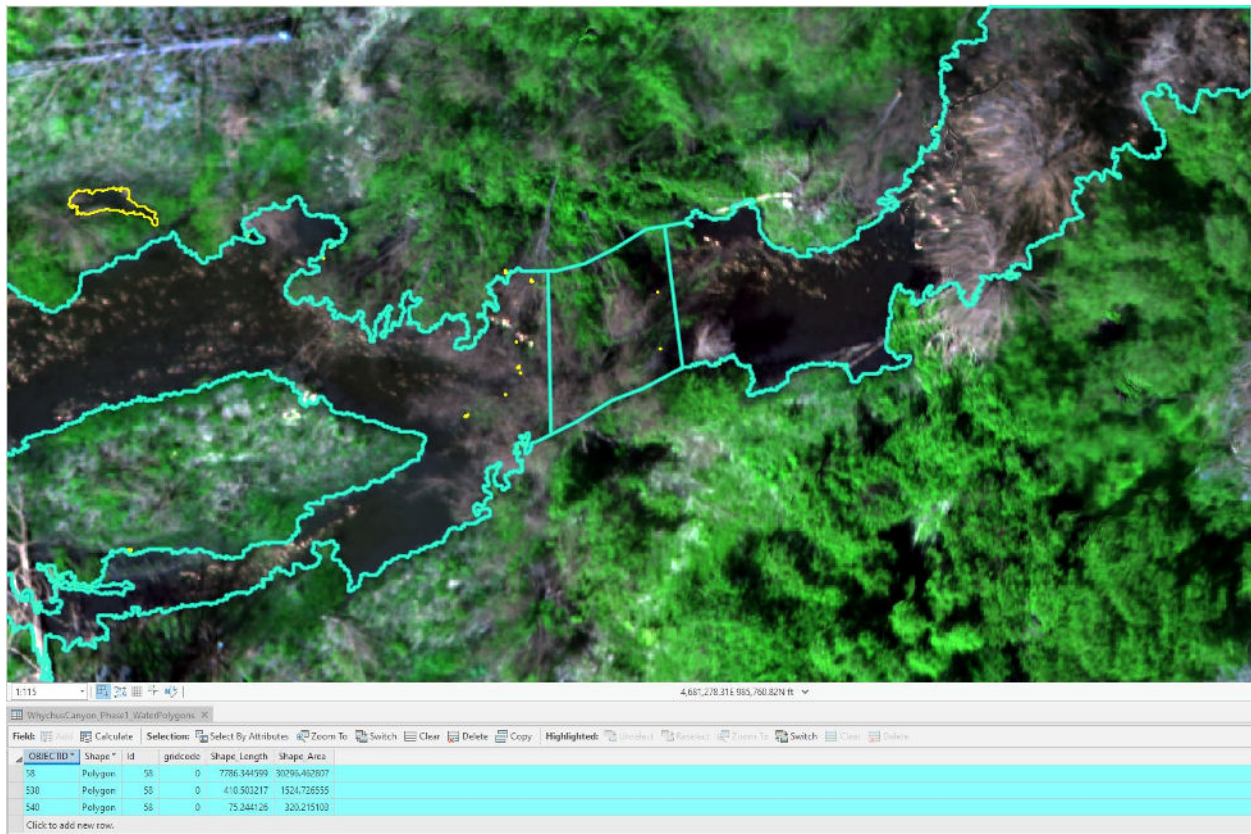 1:115
4,681,278.31E 985,760.82N ft
WhychusCanyon_Phase1_WaterPolygons
Field: Add Calculate Selection: Select By Attributes Zoom To Switch Clear Delete Copy Highlighted: Unselect Reselect Zoom To Switch Clear Delete
OBJECTID * Shape * Id gridcode Shape_Length Shape_Area
58 Polygon 58 0 7786.344599 30296.462807
538 Polygon 58 0 410.503217 1524.726555
540 Polygon 58 0 75.244126 320.215103
Click to add new row.